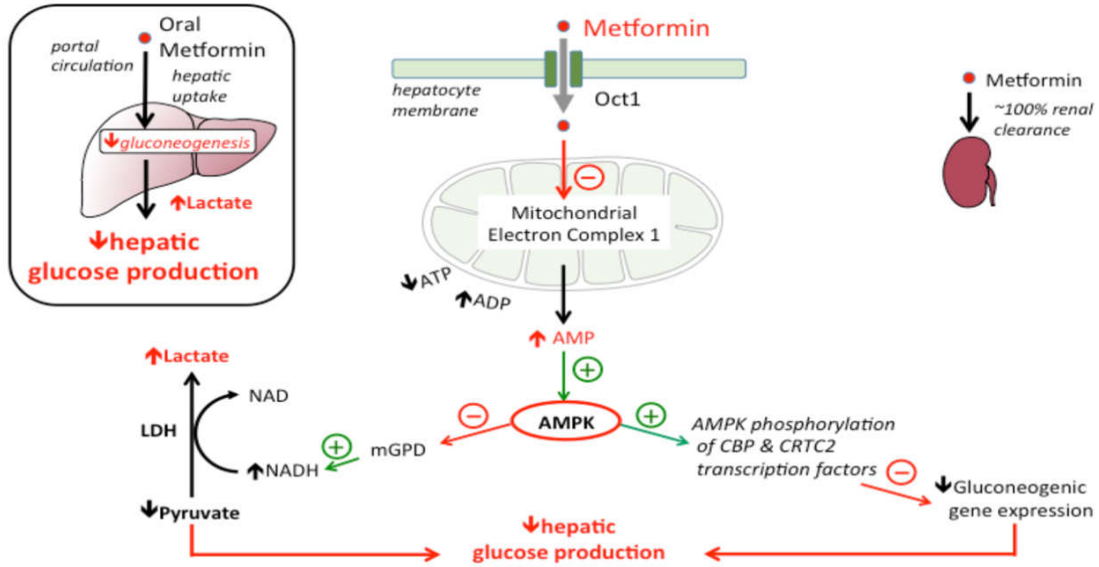 Oral
Metformin
portal
circulation
hepatic
uptake
↓gluconeogenesis
↑Lactate
↓hepatic
glucose production
Metformin
hepatocyte
membrane
Oct1
−
Mitochondrial
Electron Complex 1
↓ATP
↑ADP
↑ AMP
+
AMPK
Metformin
~100% renal
clearance
↑Lactate
NAD
LDH
↑NADH
↓Pyruvate
+
mGPD
−
+
AMPK phosphorylation
of CBP & CRTC2
transcription factors
−
↓Gluconeogenic
gene expression
↓hepatic
glucose production